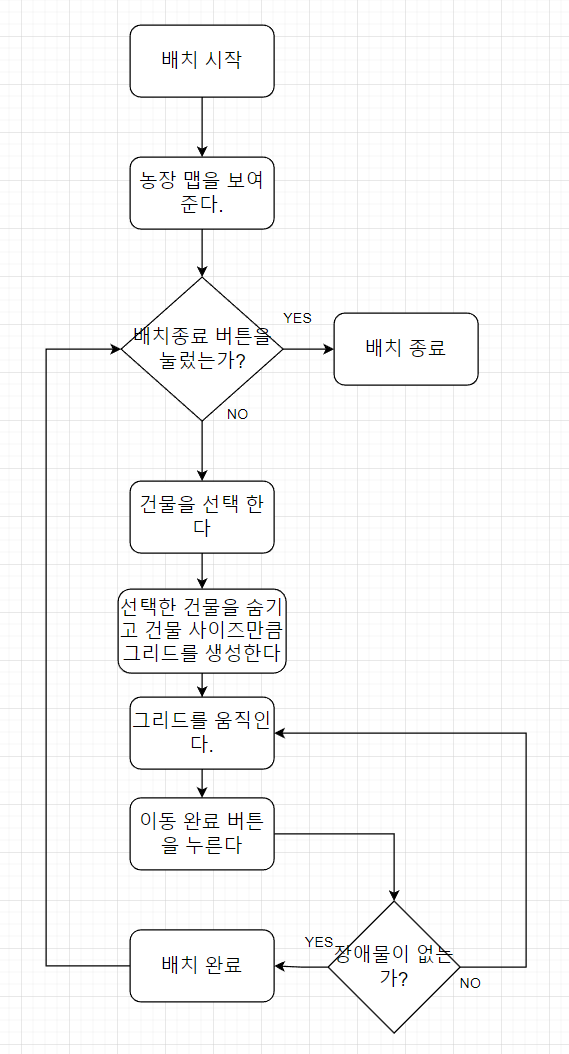 배치 시작
농장 맵을 보여
준다.
배치종료 버튼을
눌렀는가?
YES
배치 종료
NO
건물을 선택 한
다
선택한 건물을 숨기
고 건물 사이즈만큼
그리드를 생성한다
그리드를 움직인
다.
이동 완료 버튼
을 누른다
장애물이 없는
가?
YES
NO
배치 완료